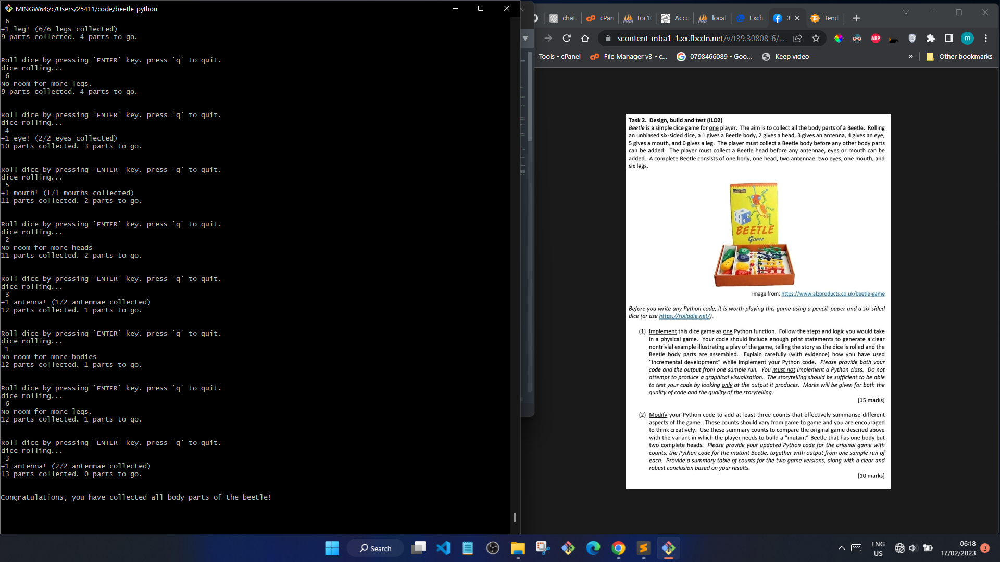 MINGW64:/c/Users/25411/code/beetle_python
6
+1 leg! (6/6 legs collected)
9 parts collected. 4 parts to go.
Roll dice by pressing `ENTER` key. press `q` to quit.
dice rolling...
6
No room for more legs.
9 parts collected. 4 parts to go.
Roll dice by pressing `ENTER` key. press `q` to quit.
dice rolling...
4
+1 eye! (2/2 eyes collected)
10 parts collected. 3 parts to go.
Roll dice by pressing `ENTER` key. press `q` to quit.
dice rolling...
5
+1 mouth! (1/1 mouths collected)
11 parts collected. 2 parts to go.
Roll dice by pressing `ENTER` key. press `q` to quit.
dice rolling...
2
No room for more heads
11 parts collected. 2 parts to go.
Roll dice by pressing `ENTER` key. press `q` to quit.
dice rolling...
3
+1 antenna! (1/2 antennae collected)
12 parts collected. 1 parts to go.
Roll dice by pressing `ENTER` key. press `q` to quit.
dice rolling...
1
No room for more bodies
12 parts collected. 1 parts to go.
Roll dice by pressing `ENTER` key. press `q` to quit.
dice rolling...
6
No room for more legs.
12 parts collected. 1 parts to go.
Roll dice by pressing `ENTER` key. press `q` to quit.
dice rolling...
3
+1 antenna! (2/2 antennae collected)
13 parts collected. 0 parts to go.
Congratulations, you have collected all body parts of the beetle!
chat. cPan tor1( Acco local Exch 3 Tend
scontent-mba1-1.xx.fbcdn.net/v/t39.30808-6/... ABP m
Tools - cPanel File Manager v3 - c... 0798466089 - Goo... Keep video » Other bookmarks
Task 2. Design, build and test (ILO2)
Beetle is a simple dice game for one player. The aim is to collect all the body parts of a Beetle. Rolling
an unbiased six-sided dice, a 1 gives a Beetle body, 2 gives a head, 3 gives an antenna, 4 gives an eye,
5 gives a mouth, and 6 gives a leg. The player must collect a Beetle body before any other body parts
can be added. The player must collect a Beetle head before any antennae, eyes or mouth can be
added. A complete Beetle consists of one body, one head, two antennae, two eyes, one mouth, and
six legs.
BEETLE
Game
Image from: https://www.alzproducts.co.uk/beetle-game
Before you write any Python code, it is worth playing this game using a pencil, paper and a six-sided
dice (or use https://rolladie.net/).
(1) Implement this dice game as one Python function. Follow the steps and logic you would take
in a physical game. Your code should include enough print statements to generate a clear
nontrivial example illustrating a play of the game, telling the story as the dice is rolled and the
Beetle body parts are assembled. Explain carefully (with evidence) how you have used
"incremental development" while implement your Python code. Please provide both your
code and the output from one sample run. You must not implement a Python class. Do not
attempt to produce a graphical visualisation. The storytelling should be sufficient to be able
to test your code by looking only at the output it produces. Marks will be given for both the
quality of code and the quality of the storytelling.
[15 marks]
(2) Modify your Python code to add at least three counts that effectively summarise different
aspects of the game. These counts should vary from game to game and you are encouraged
to think creatively. Use these summary counts to compare the original game descried above
with the variant in which the player needs to build a "mutant" Beetle that has one body but
two complete heads. Please provide your updated Python code for the original game with
counts, the Python code for the mutant Beetle, together with output from one sample run of
each. Provide a summary table of counts for the two game versions, along with a clear and
robust conclusion based on your results.
[10 marks]
Search
ENG
US
06:18
17/02/2023
3